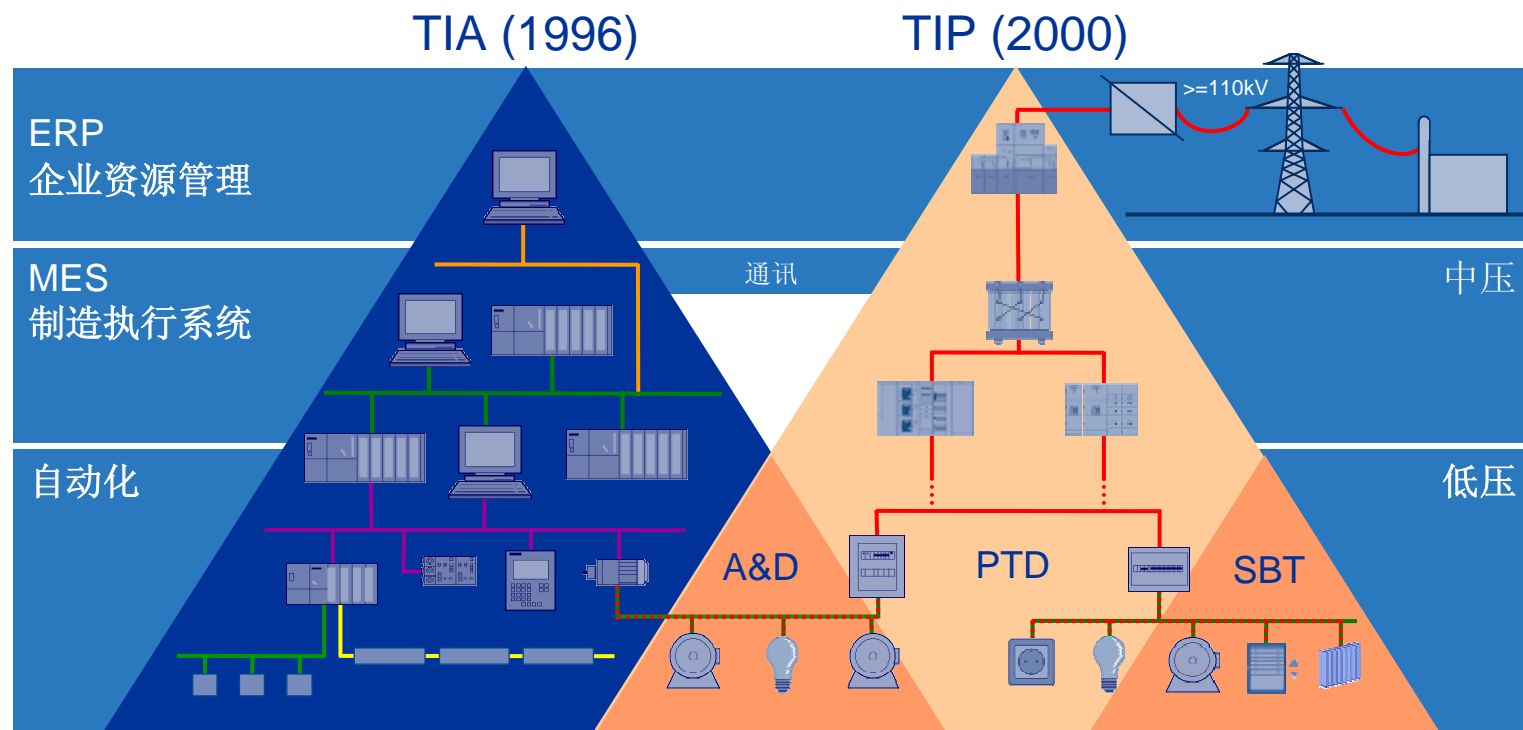 TIA (1996)
TIP (2000)
>=110kV
ERP
企业资源管理
MES
制造执行系统
通讯
中压
自动化
低压
A&D
PTD
SBT